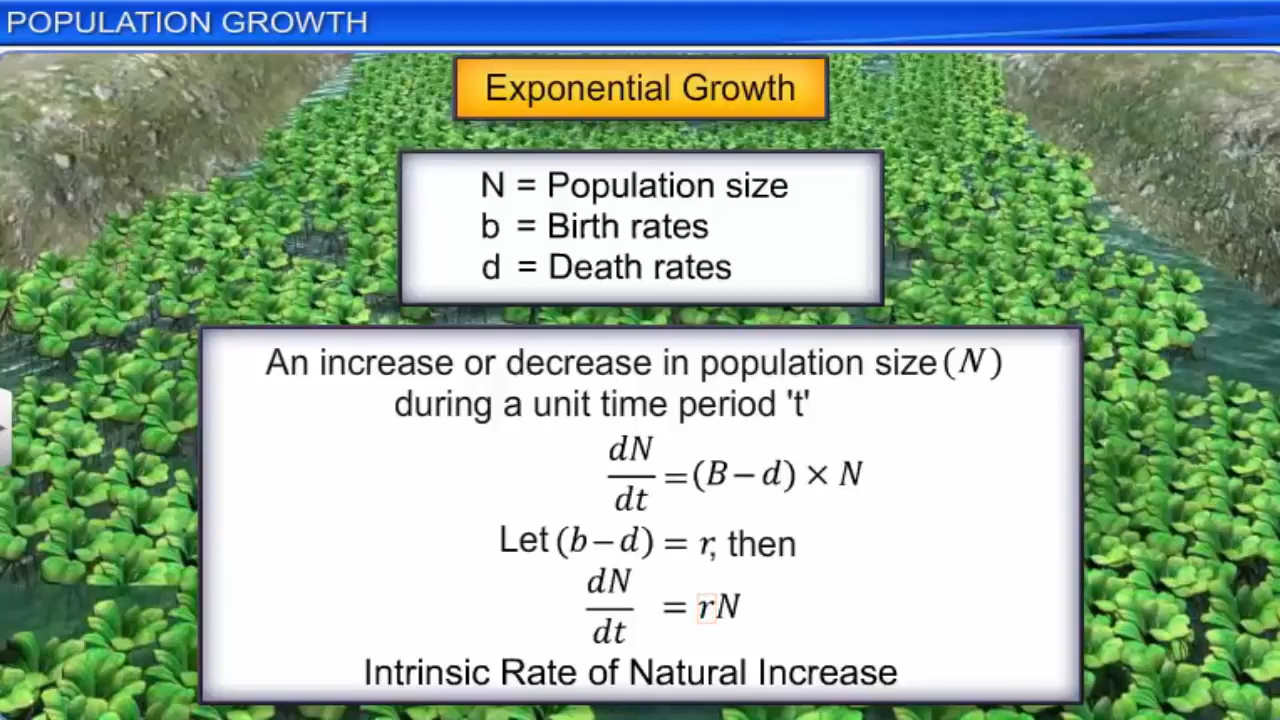 POPULATION GROWTH
Exponential Growth
N = Population size
b = Birth rates
d = Death rates
An increase or decrease in population size (N)
during a unit time period 't'
dN/dt = (B − d) × N
Let (b − d) = r, then
dN/dt = rN
Intrinsic Rate of Natural Increase